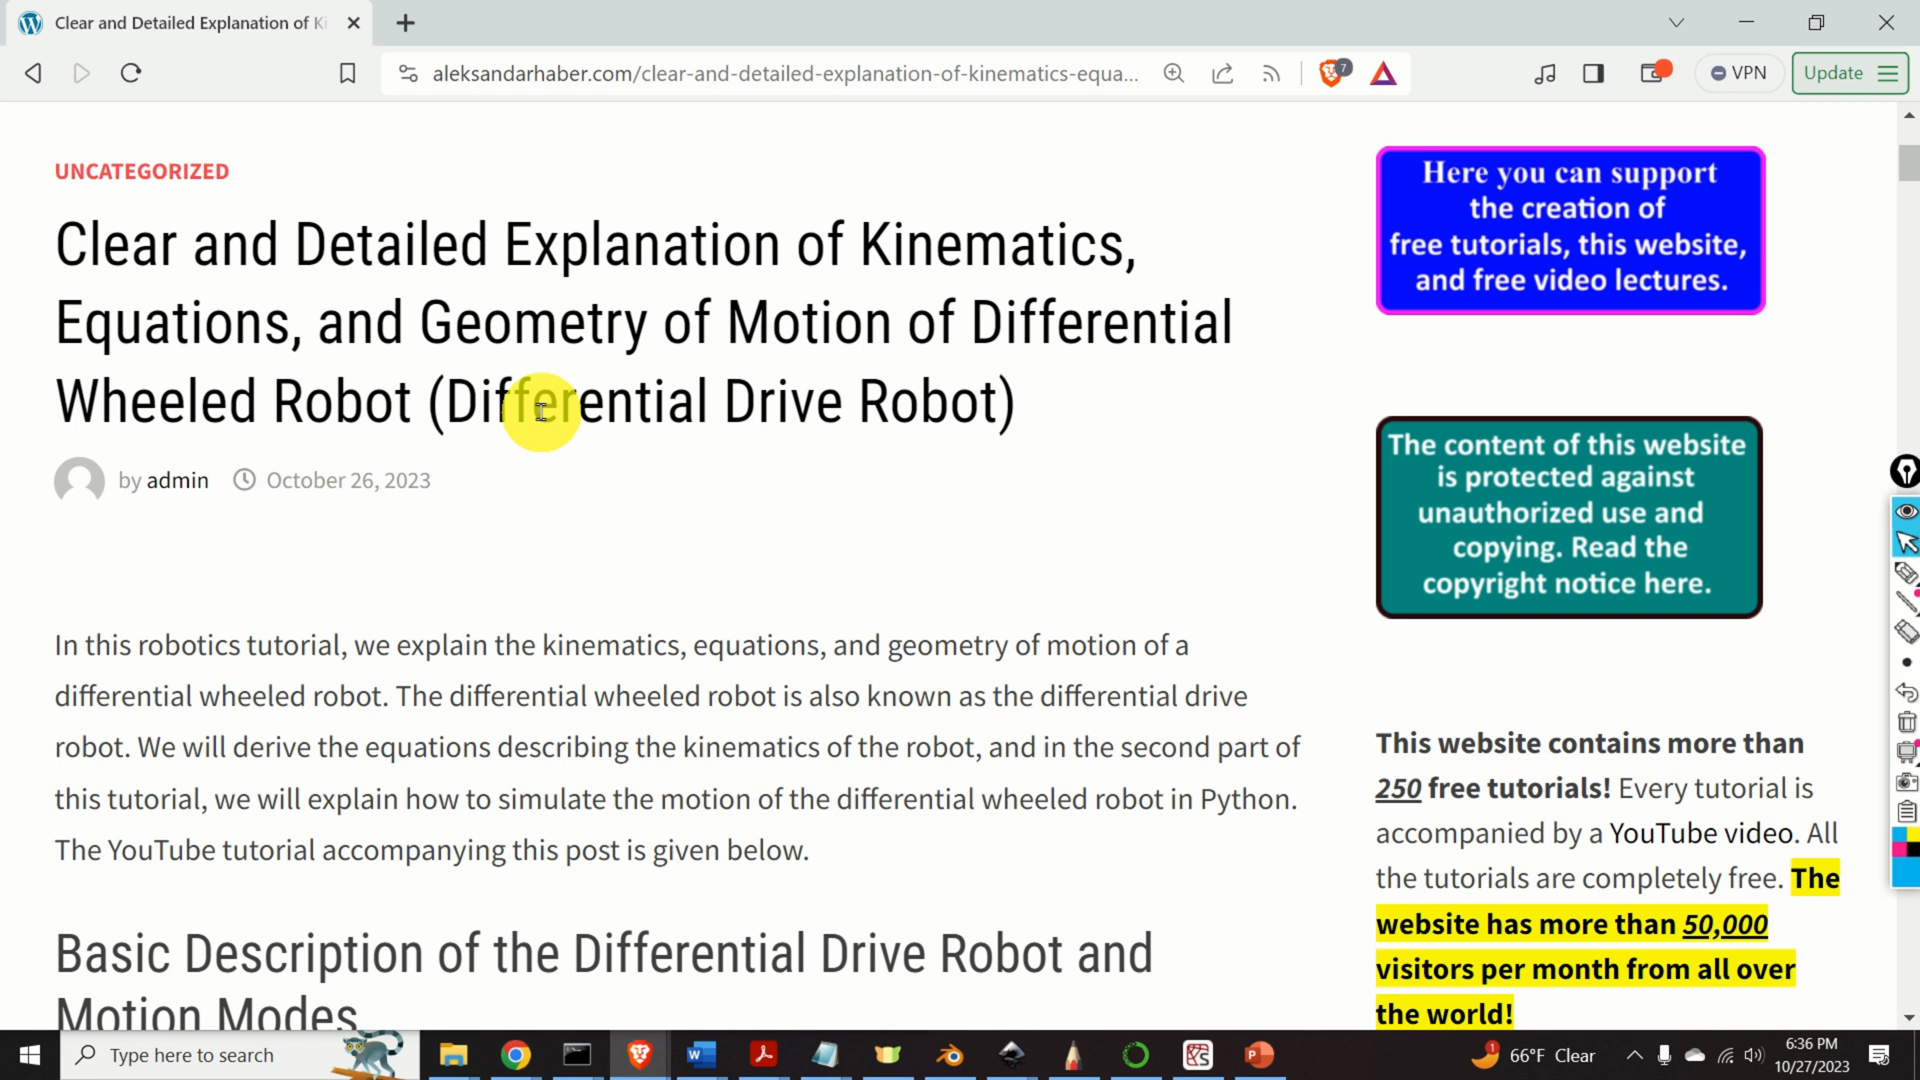 Clear and Detailed Explanation of Ki
aleksandarhaber.com/clear-and-detailed-explanation-of-kinematics-equa...
7
VPN
Update
UNCATEGORIZED
Clear and Detailed Explanation of Kinematics,
Equations, and Geometry of Motion of Differential
Wheeled Robot (Differential Drive Robot)
by admin October 26, 2023
In this robotics tutorial, we explain the kinematics, equations, and geometry of motion of a
differential wheeled robot. The differential wheeled robot is also known as the differential drive
robot. We will derive the equations describing the kinematics of the robot, and in the second part of
this tutorial, we will explain how to simulate the motion of the differential wheeled robot in Python.
The YouTube tutorial accompanying this post is given below.
Basic Description of the Differential Drive Robot and
Motion Modes
Here you can support
the creation of
free tutorials, this website,
and free video lectures.
The content of this website
is protected against
unauthorized use and
copying. Read the
copyright notice here.
This website contains more than
250 free tutorials! Every tutorial is
accompanied by a YouTube video. All
the tutorials are completely free. The
website has more than 50,000
visitors per month from all over
the world!
Type here to search
1
66°F Clear
6:36 PM
10/27/2023